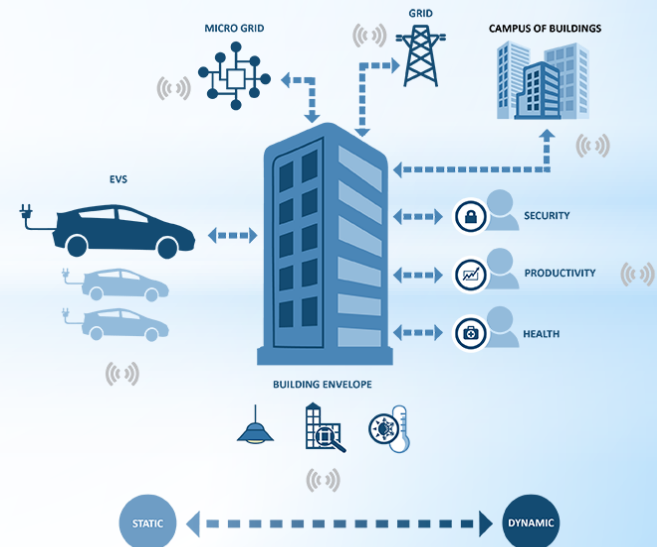 GRID
MICRO GRID
CAMPUS OF BUILDINGS
EVS
SECURITY
PRODUCTIVITY
HEALTH
BUILDING ENVELOPE
STATIC
DYNAMIC